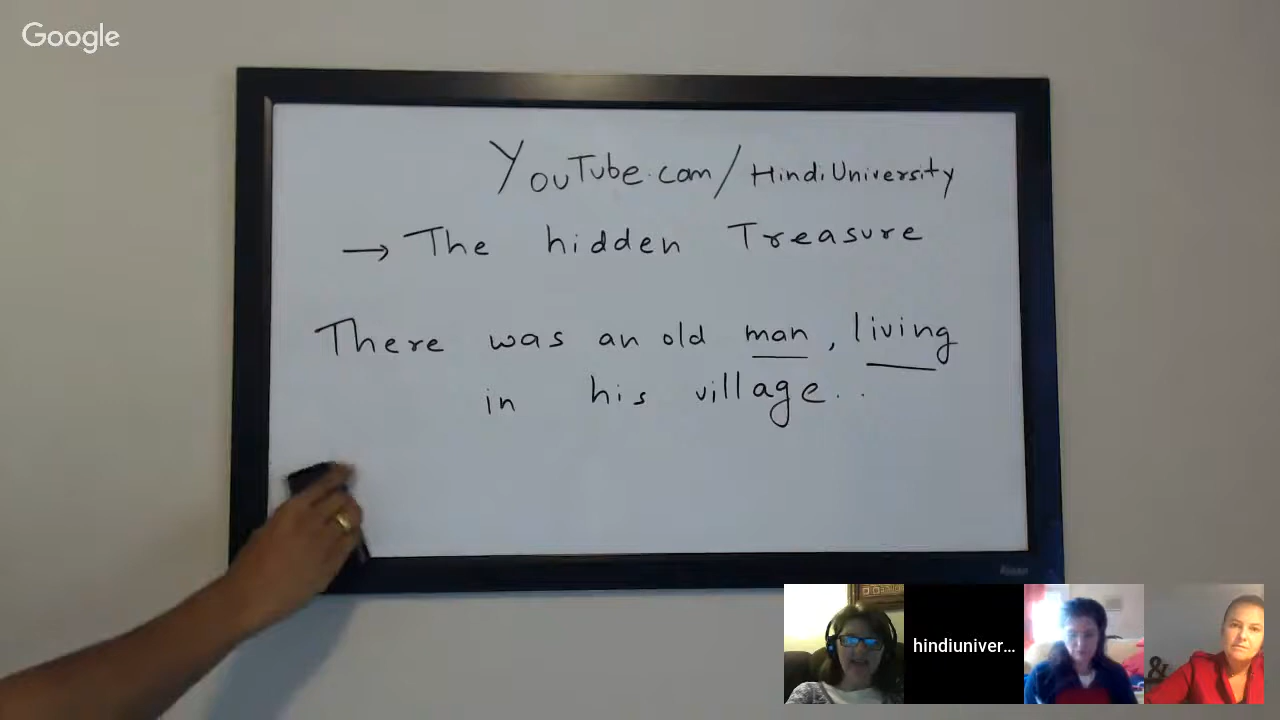 Google
YouTube.com/HindiUniversity
→ The hidden Treasure
There was an old man, living
in his village..
hindiuniver...